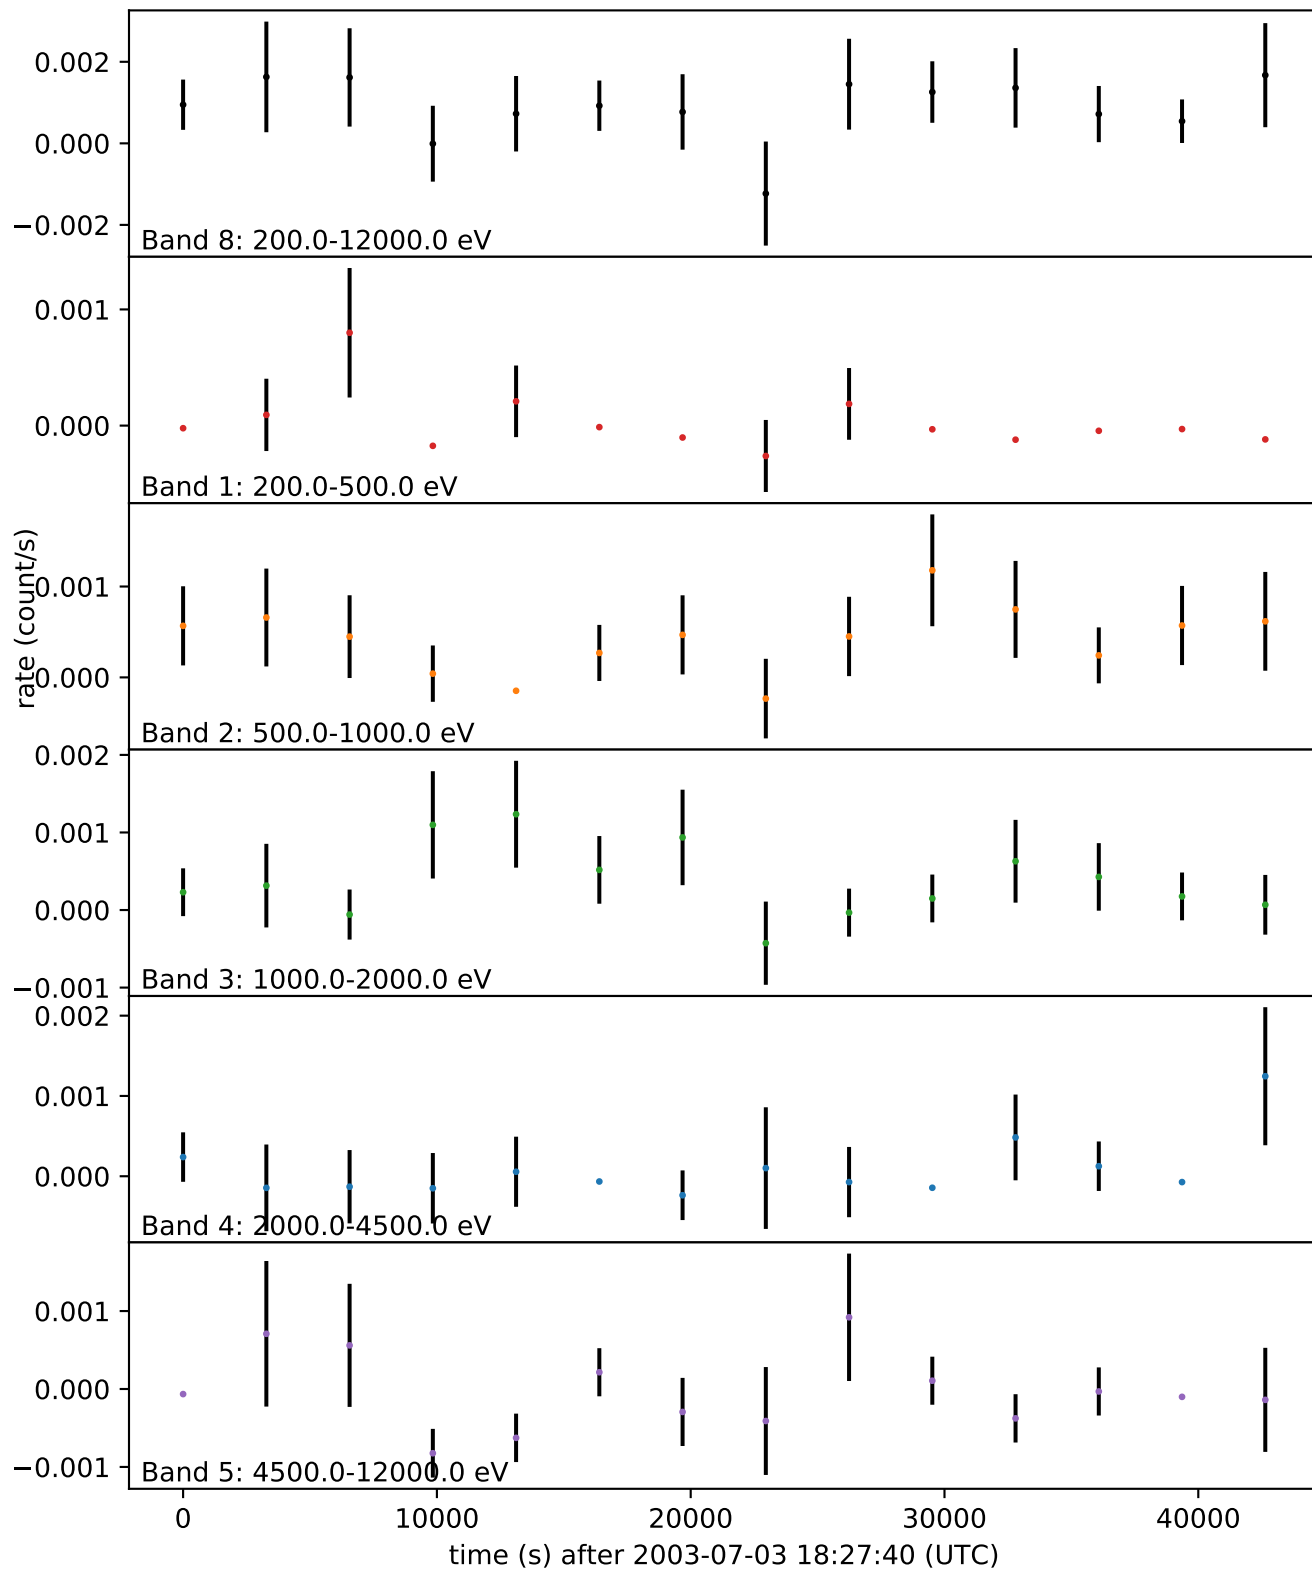 0.002
0.000
−0.002
Band 8: 200.0-12000.0 eV
0.001
0.000
Band 1: 200.0-500.0 eV
rate (count/s)
0.001
0.000
Band 2: 500.0-1000.0 eV
0.002
0.001
0.000
−0.001
Band 3: 1000.0-2000.0 eV
0.002
0.001
0.000
Band 4: 2000.0-4500.0 eV
0.001
0.000
−0.001
Band 5: 4500.0-12000.0 eV
0 10000 20000 30000 40000
time (s) after 2003-07-03 18:27:40 (UTC)